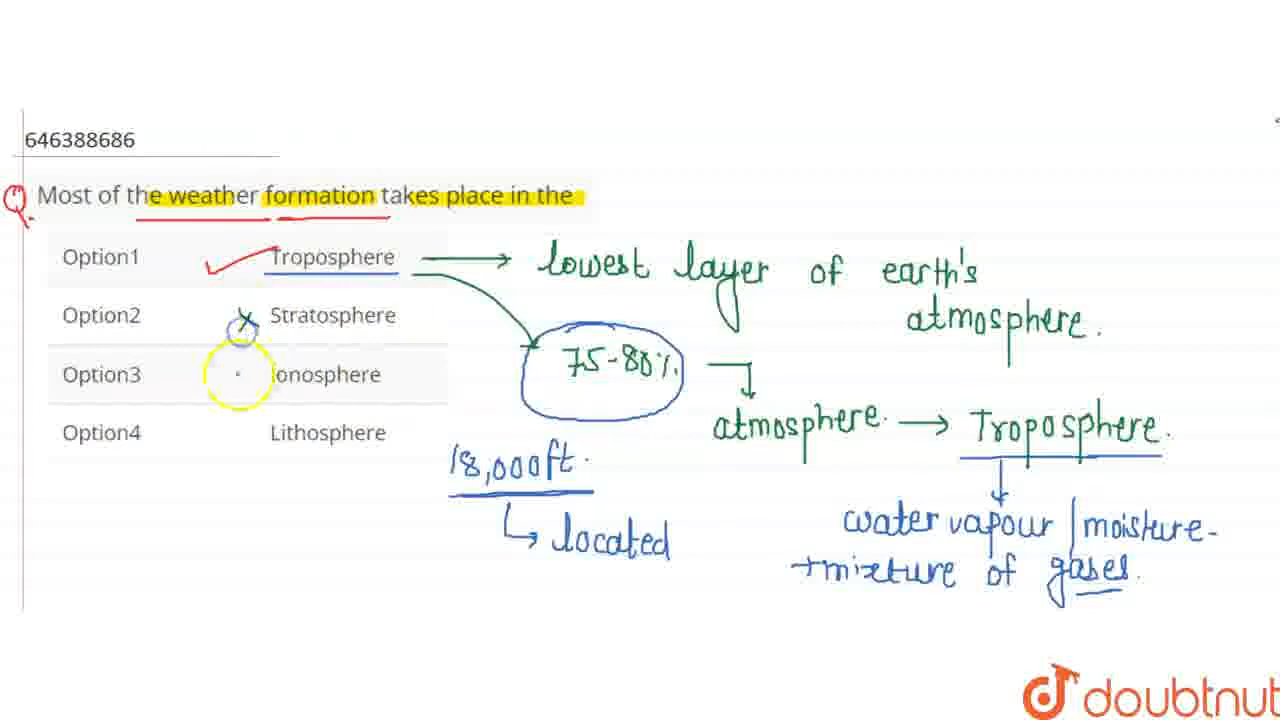 646388686
Q. Most of the weather formation takes place in the
Option1 Troposphere → lowest layer of earth's
atmosphere.
Option2 Stratosphere
75-80%.
Option3 Ionosphere
atmosphere. → Troposphere.
Option4 Lithosphere
18,000ft.
located
water vapour / moisture -
+mixture of gases.
doubtnut